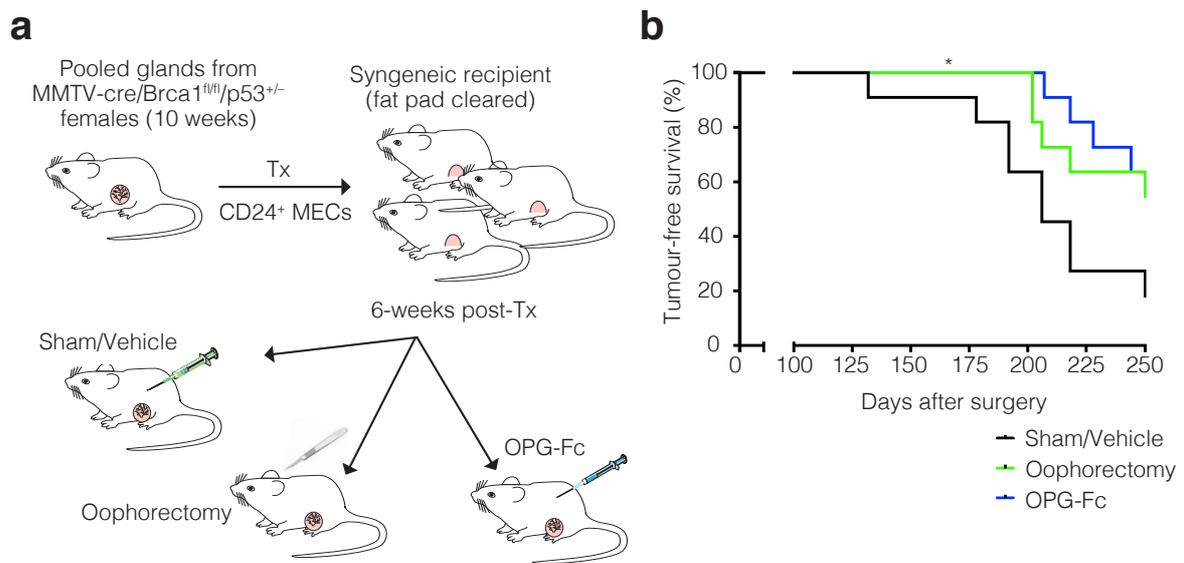 a
Pooled glands from
MMTV-cre/Brca1fl/fl/p53+/–
females (10 weeks)
Syngeneic recipient
(fat pad cleared)
Tx
CD24+ MECs
6-weeks post-Tx
Sham/Vehicle
Oophorectomy
OPG-Fc
b
*
Tumour-free survival (%)
100
80
60
40
20
0
0 100 125 150 175 200 225 250
Days after surgery
Sham/Vehicle
Oophorectomy
OPG-Fc